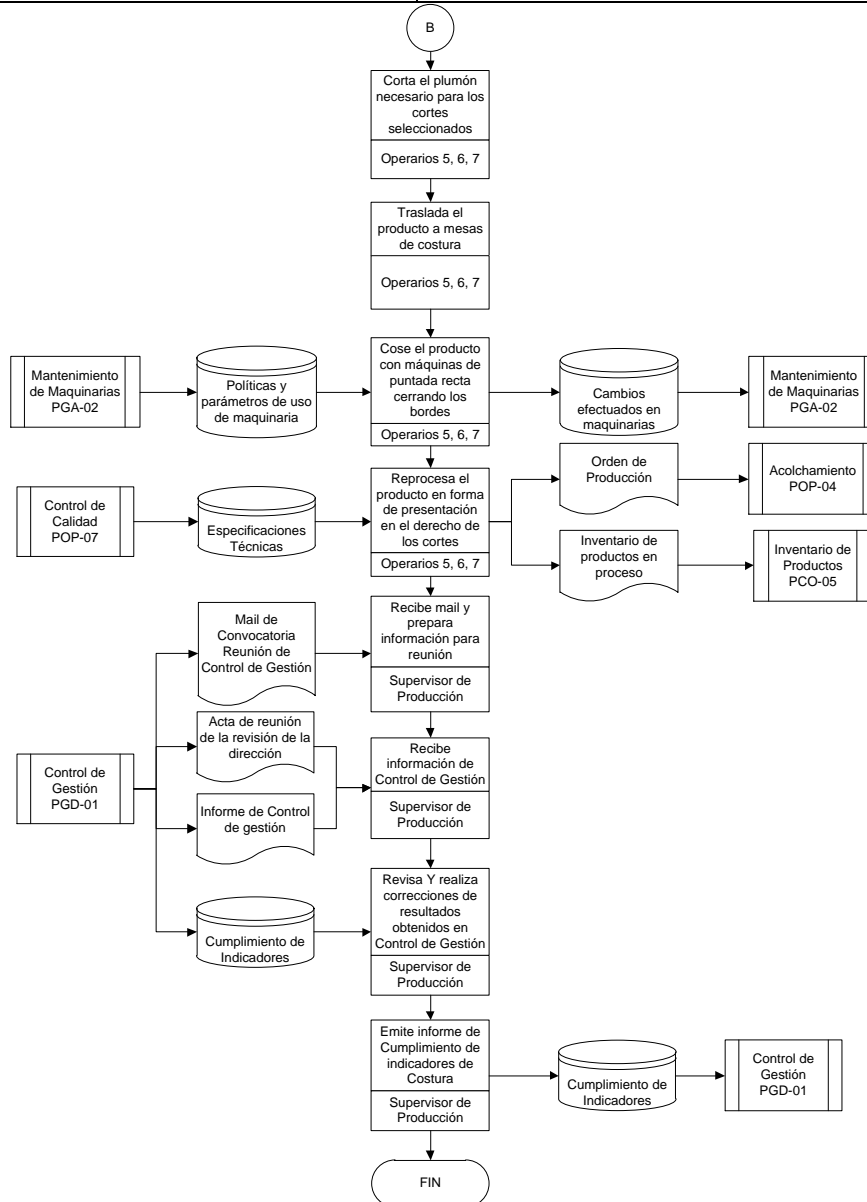 B
Corta el plumón
necesario para los
cortes
seleccionados
Operarios 5, 6, 7
Traslada el
producto a mesas
de costura
Operarios 5, 6, 7
Mantenimiento
de Maquinarias
PGA-02
Políticas y
parámetros de uso
de maquinaria
Cose el producto
con máquinas de
puntada recta
cerrando los
bordes
Operarios 5, 6, 7
Cambios
efectuados en
maquinarias
Mantenimiento
de Maquinarias
PGA-02
Control de
Calidad
POP-07
Especificaciones
Técnicas
Reprocesa el
producto en forma
de presentación
en el derecho de
los cortes
Operarios 5, 6, 7
Orden de
Producción
Acolchamiento
POP-04
Inventario de
productos en
proceso
Inventario de
Productos
PCO-05
Mail de
Convocatoria
Reunión de
Control de Gestión
Recibe mail y
prepara
información para
reunión
Supervisor de
Producción
Control de
Gestión
PGD-01
Acta de reunión
de la revisión de la
dirección
Informe de Control
de gestión
Recibe
información de
Control de Gestión
Supervisor de
Producción
Cumplimiento de
Indicadores
Revisa Y realiza
correcciones de
resultados
obtenidos en
Control de Gestión
Supervisor de
Producción
Emite informe de
Cumplimiento de
indicadores de
Costura
Supervisor de
Producción
Cumplimiento de
Indicadores
Control de
Gestión
PGD-01
FIN